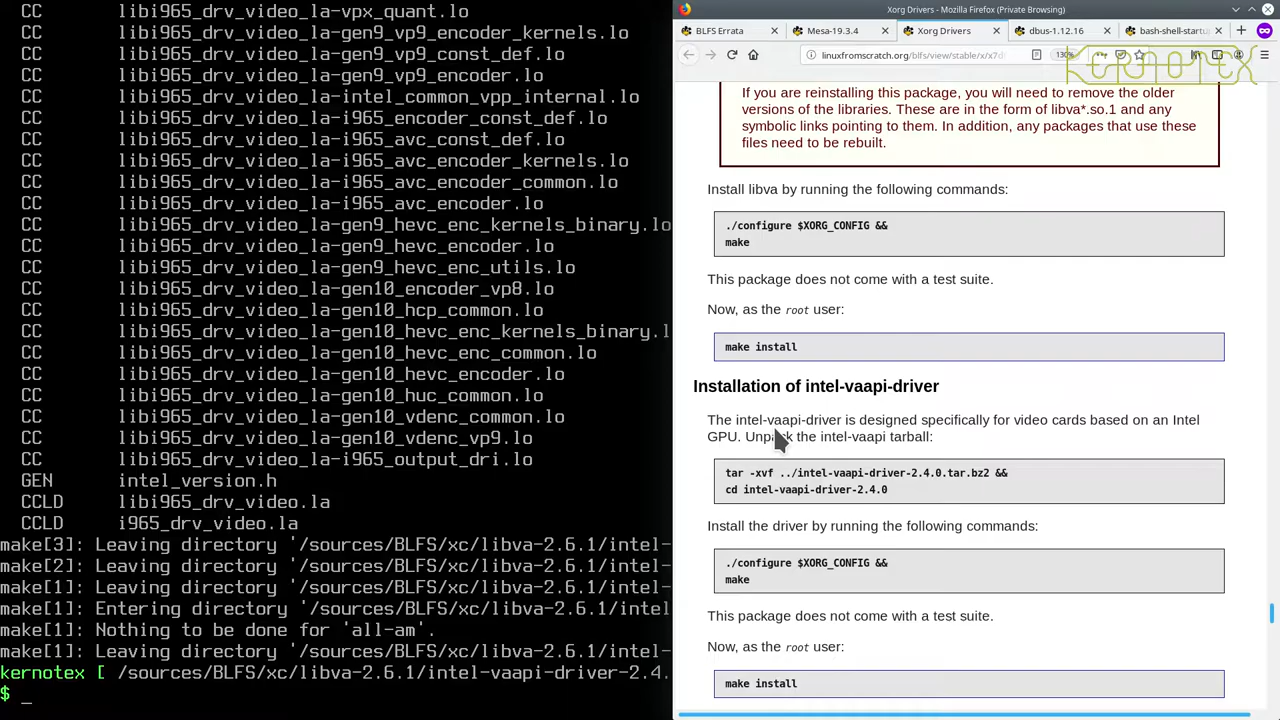 CC libi965_drv_video_la-vpx_quant.lo
CC libi965_drv_video_la-gen9_vp9_encoder_kernels.lo
CC libi965_drv_video_la-gen9_vp9_const_def.lo
CC libi965_drv_video_la-gen9_vp9_encoder.lo
CC libi965_drv_video_la-intel_common_vpp_internal.lo
CC libi965_drv_video_la-i965_encoder_const_def.lo
CC libi965_drv_video_la-i965_avc_const_def.lo
CC libi965_drv_video_la-i965_avc_encoder_kernels.lo
CC libi965_drv_video_la-i965_avc_encoder_common.lo
CC libi965_drv_video_la-i965_avc_encoder.lo
CC libi965_drv_video_la-gen9_hevc_enc_kernels_binary.lo
CC libi965_drv_video_la-gen9_hevc_encoder.lo
CC libi965_drv_video_la-gen9_hevc_enc_utils.lo
CC libi965_drv_video_la-gen10_encoder_vp8.lo
CC libi965_drv_video_la-gen10_hcp_common.lo
CC libi965_drv_video_la-gen10_hevc_enc_kernels_binary.l
CC libi965_drv_video_la-gen10_hevc_enc_common.lo
CC libi965_drv_video_la-gen10_hevc_encoder.lo
CC libi965_drv_video_la-gen10_huc_common.lo
CC libi965_drv_video_la-gen10_vdenc_common.lo
CC libi965_drv_video_la-gen10_vdenc_vp9.lo
CC libi965_drv_video_la-i965_output_dri.lo
GEN intel_version.h
CCLD libi965_drv_video.la
CCLD i965_drv_video.la
make[3]: Leaving directory '/sources/BLFS/xc/libva-2.6.1/intel-
make[2]: Leaving directory '/sources/BLFS/xc/libva-2.6.1/intel-
make[1]: Leaving directory '/sources/BLFS/xc/libva-2.6.1/intel-
make[1]: Entering directory '/sources/BLFS/xc/libva-2.6.1/intel
make[1]: Nothing to be done for 'all-am'.
make[1]: Leaving directory '/sources/BLFS/xc/libva-2.6.1/intel-
kernotex [ /sources/BLFS/xc/libva-2.6.1/intel-vaapi-driver-2.4.
$ _
Xorg Drivers - Mozilla Firefox (Private Browsing)
BLFS Errata
Mesa-19.3.4
Xorg Drivers
dbus-1.12.16
bash-shell-startu
linuxfromscratch.org/blfs/view/stable/x/x7d
130%
KERNOTEX
If you are reinstalling this package, you will need to remove the older
versions of the libraries. These are in the form of libva*.so.1 and any
symbolic links pointing to them. In addition, any packages that use these
files need to be rebuilt.
Install libva by running the following commands:
./configure $XORG_CONFIG &&
make
This package does not come with a test suite.
Now, as the root user:
make install
Installation of intel-vaapi-driver
The intel-vaapi-driver is designed specifically for video cards based on an Intel
GPU. Unpack the intel-vaapi tarball:
tar -xvf ../intel-vaapi-driver-2.4.0.tar.bz2 &&
cd intel-vaapi-driver-2.4.0
Install the driver by running the following commands:
./configure $XORG_CONFIG &&
make
This package does not come with a test suite.
Now, as the root user:
make install